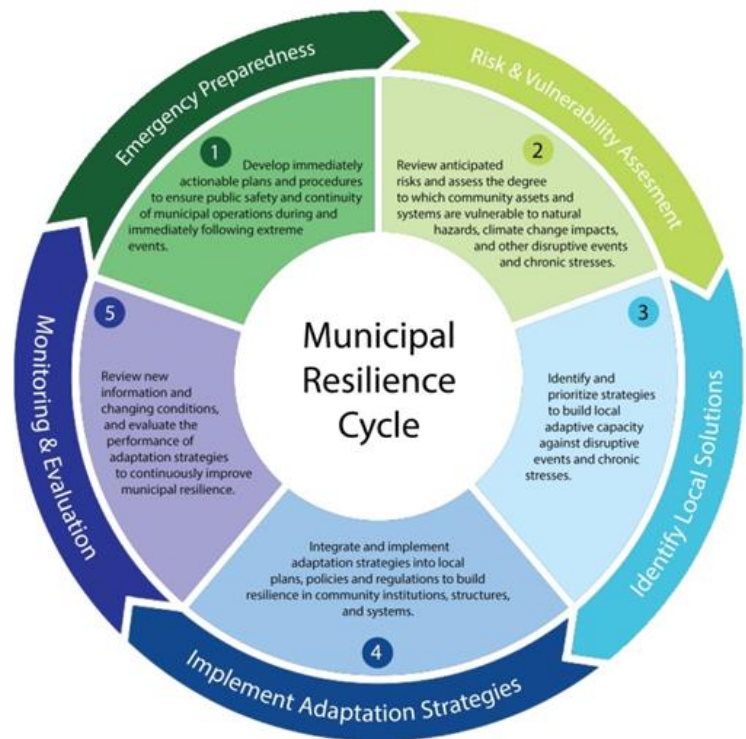 Municipal
Resilience
Cycle
Emergency Preparedness
1
Develop immediately
actionable plans and procedures
to ensure public safety and continuity
of municipal operations during and
immediately following extreme
events.
Risk & Vulnerability Assesment
2
Review anticipated
risks and assess the degree
to which community assets and
systems are vulnerable to natural
hazards, climate change impacts,
and other disruptive events
and chronic stresses.
Identify Local Solutions
3
Identify and
prioritize strategies
to build local
adaptive capacity
against disruptive
events and chronic
stresses.
Implement Adaptation Strategies
4
Integrate and implement
adaptation strategies into local
plans, policies and regulations to build
resilience in community institutions, structures,
and systems.
Monitoring & Evaluation
5
Review new
information and
changing conditions,
and evaluate the
performance of
adaptation strategies
to continuously improve
municipal resilience.